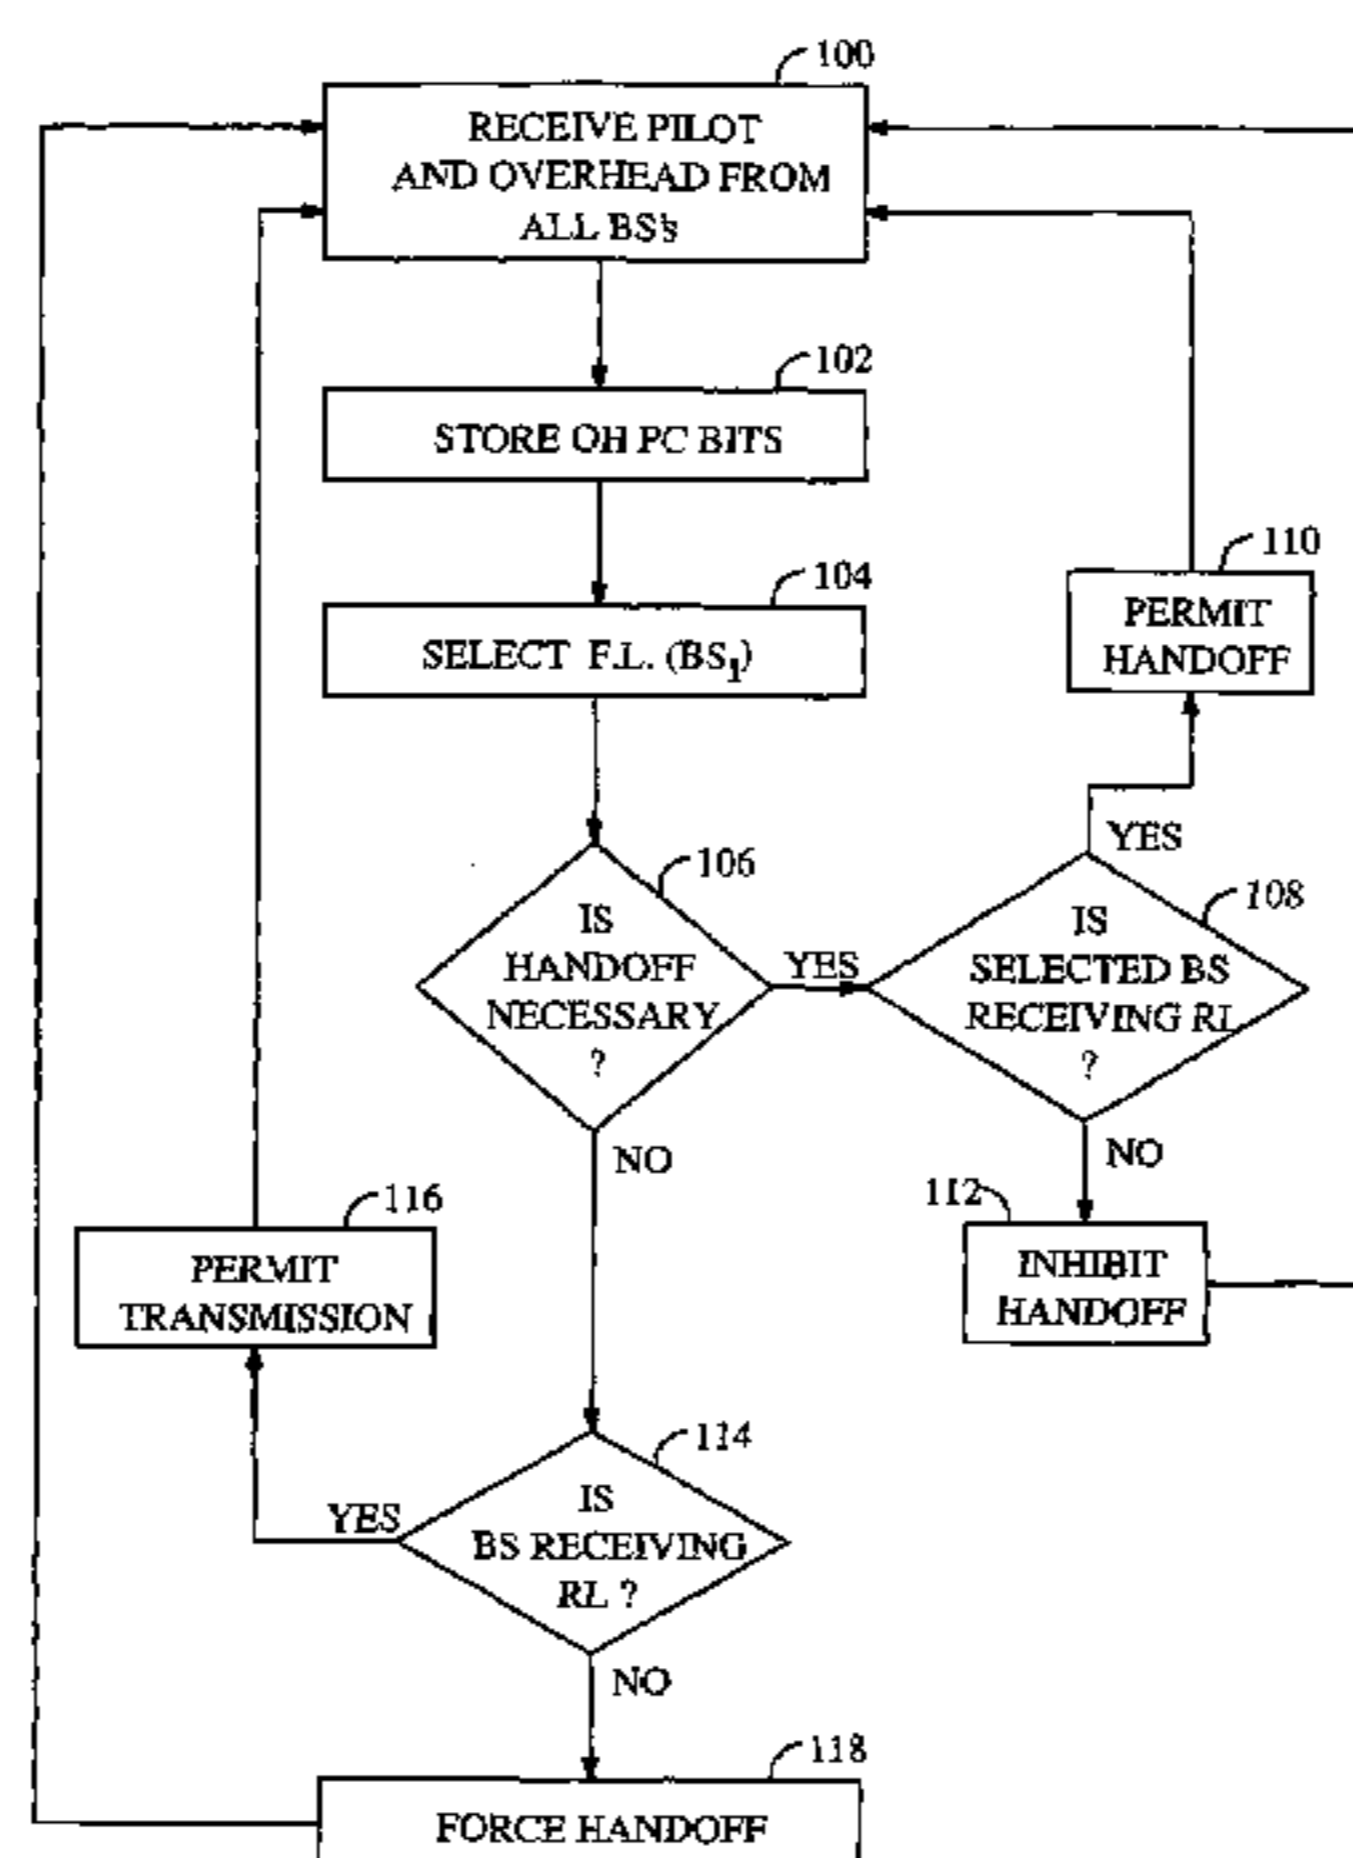 100
RECEIVE PILOT
AND OVERHEAD FROM
ALL BS's
102
STORE OH PC BITS
104
SELECT F.L. (BS1)
110
PERMIT
HANDOFF
YES
106
IS
HANDOFF
NECESSARY
?
YES
108
IS
SELECTED BS
RECEIVING RL
?
NO
NO
112
INHIBIT
HANDOFF
116
PERMIT
TRANSMISSION
114
IS
BS RECEIVING
RL ?
YES
NO
118
FORCE HANDOFF